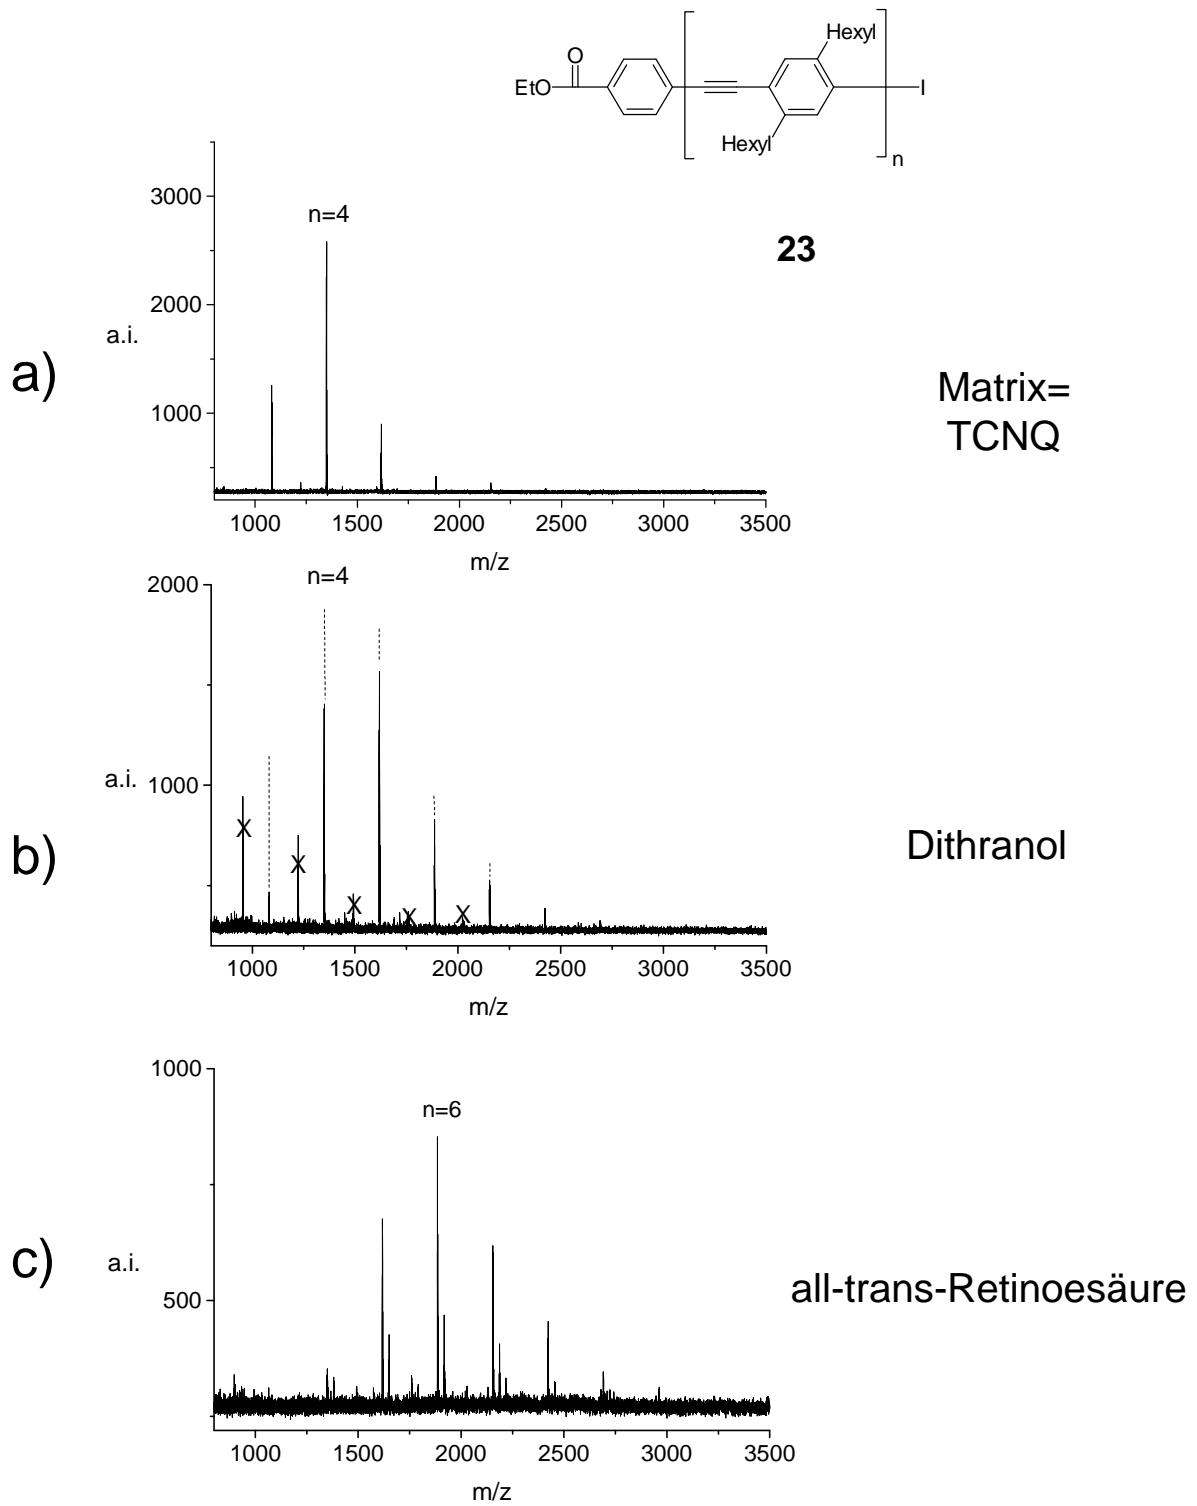 Hexyl
O
EtO
I
Hexyl
n
23
a)
n=4
3000
2000
a.i.
1000
1000 1500 2000 2500 3000 3500
m/z
Matrix=
TCNQ
b)
n=4
2000
a.i. 1000
X
X
X
X
X
1000 1500 2000 2500 3000 3500
m/z
Dithranol
c)
1000
n=6
a.i.
500
1000 1500 2000 2500 3000 3500
m/z
all-trans-Retinoesäure